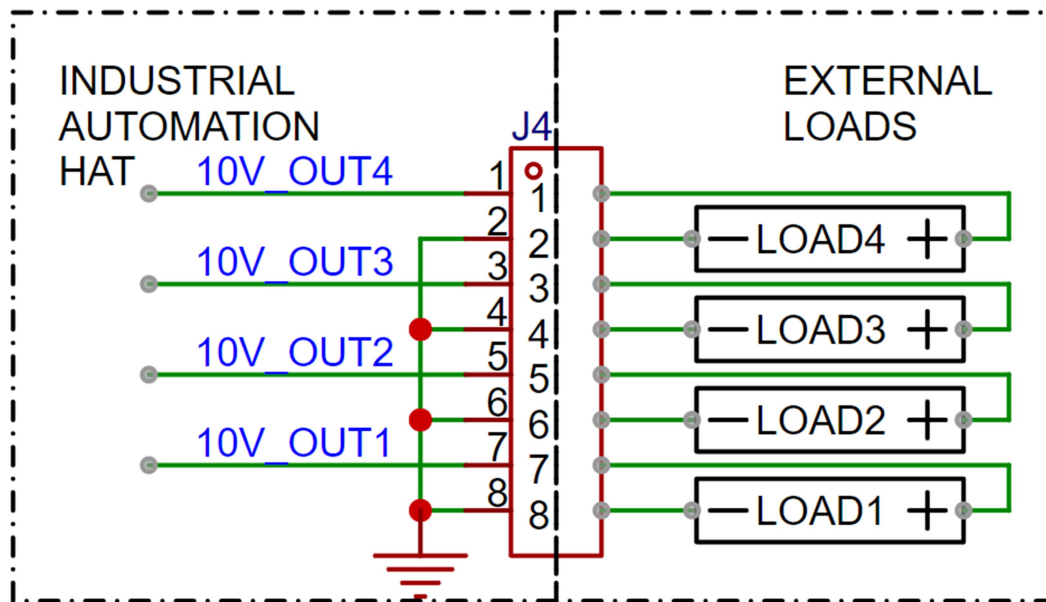 INDUSTRIAL
AUTOMATION
HAT
EXTERNAL
LOADS
J4
10V_OUT4
1
1
2
2
LOAD4
10V_OUT3
3
3
4
4
LOAD3
10V_OUT2
5
5
6
6
LOAD2
10V_OUT1
7
7
8
8
LOAD1